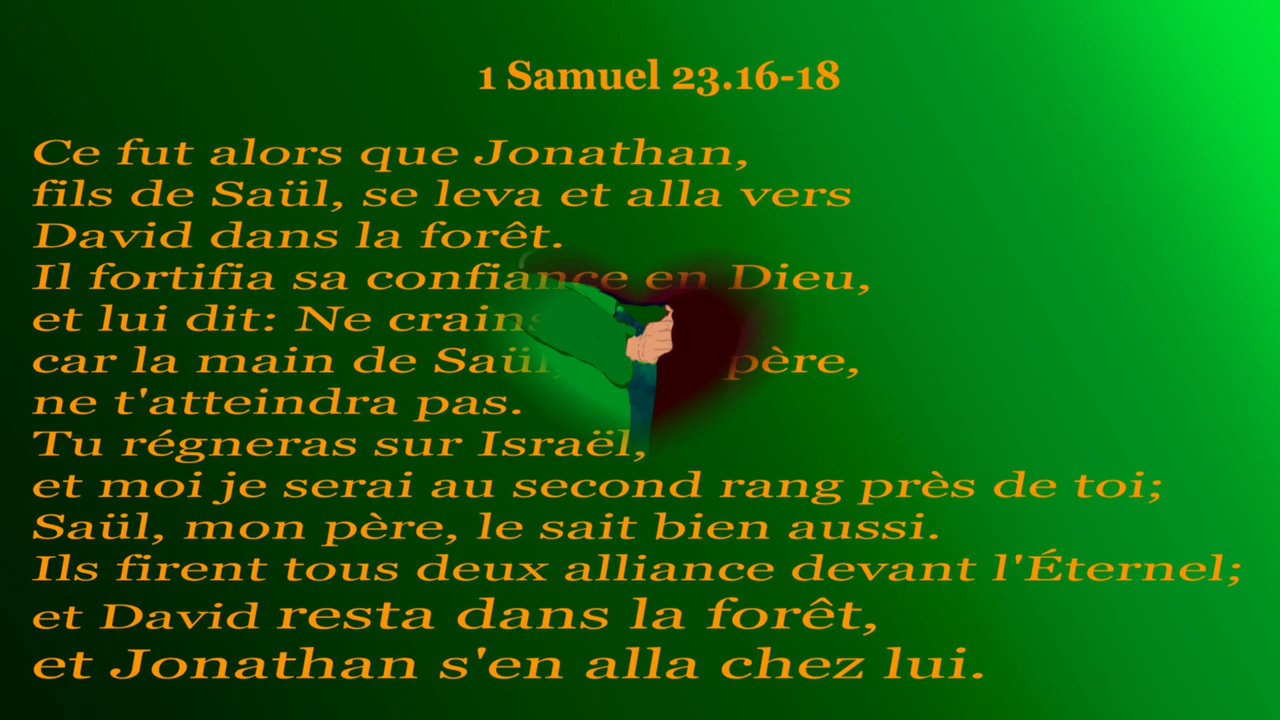 1 Samuel 23.16-18
Ce fut alors que Jonathan,
fils de Saül, se leva et alla vers
David dans la forêt.
Il fortifia sa confiance en Dieu,
et lui dit: Ne crains
car la main de Saül, père,
ne t'atteindra pas.
Tu régneras sur Israël,
et moi je serai au second rang près de toi;
Saül, mon père, le sait bien aussi.
Ils firent tous deux alliance devant l'Éternel;
et David resta dans la forêt,
et Jonathan s'en alla chez lui.